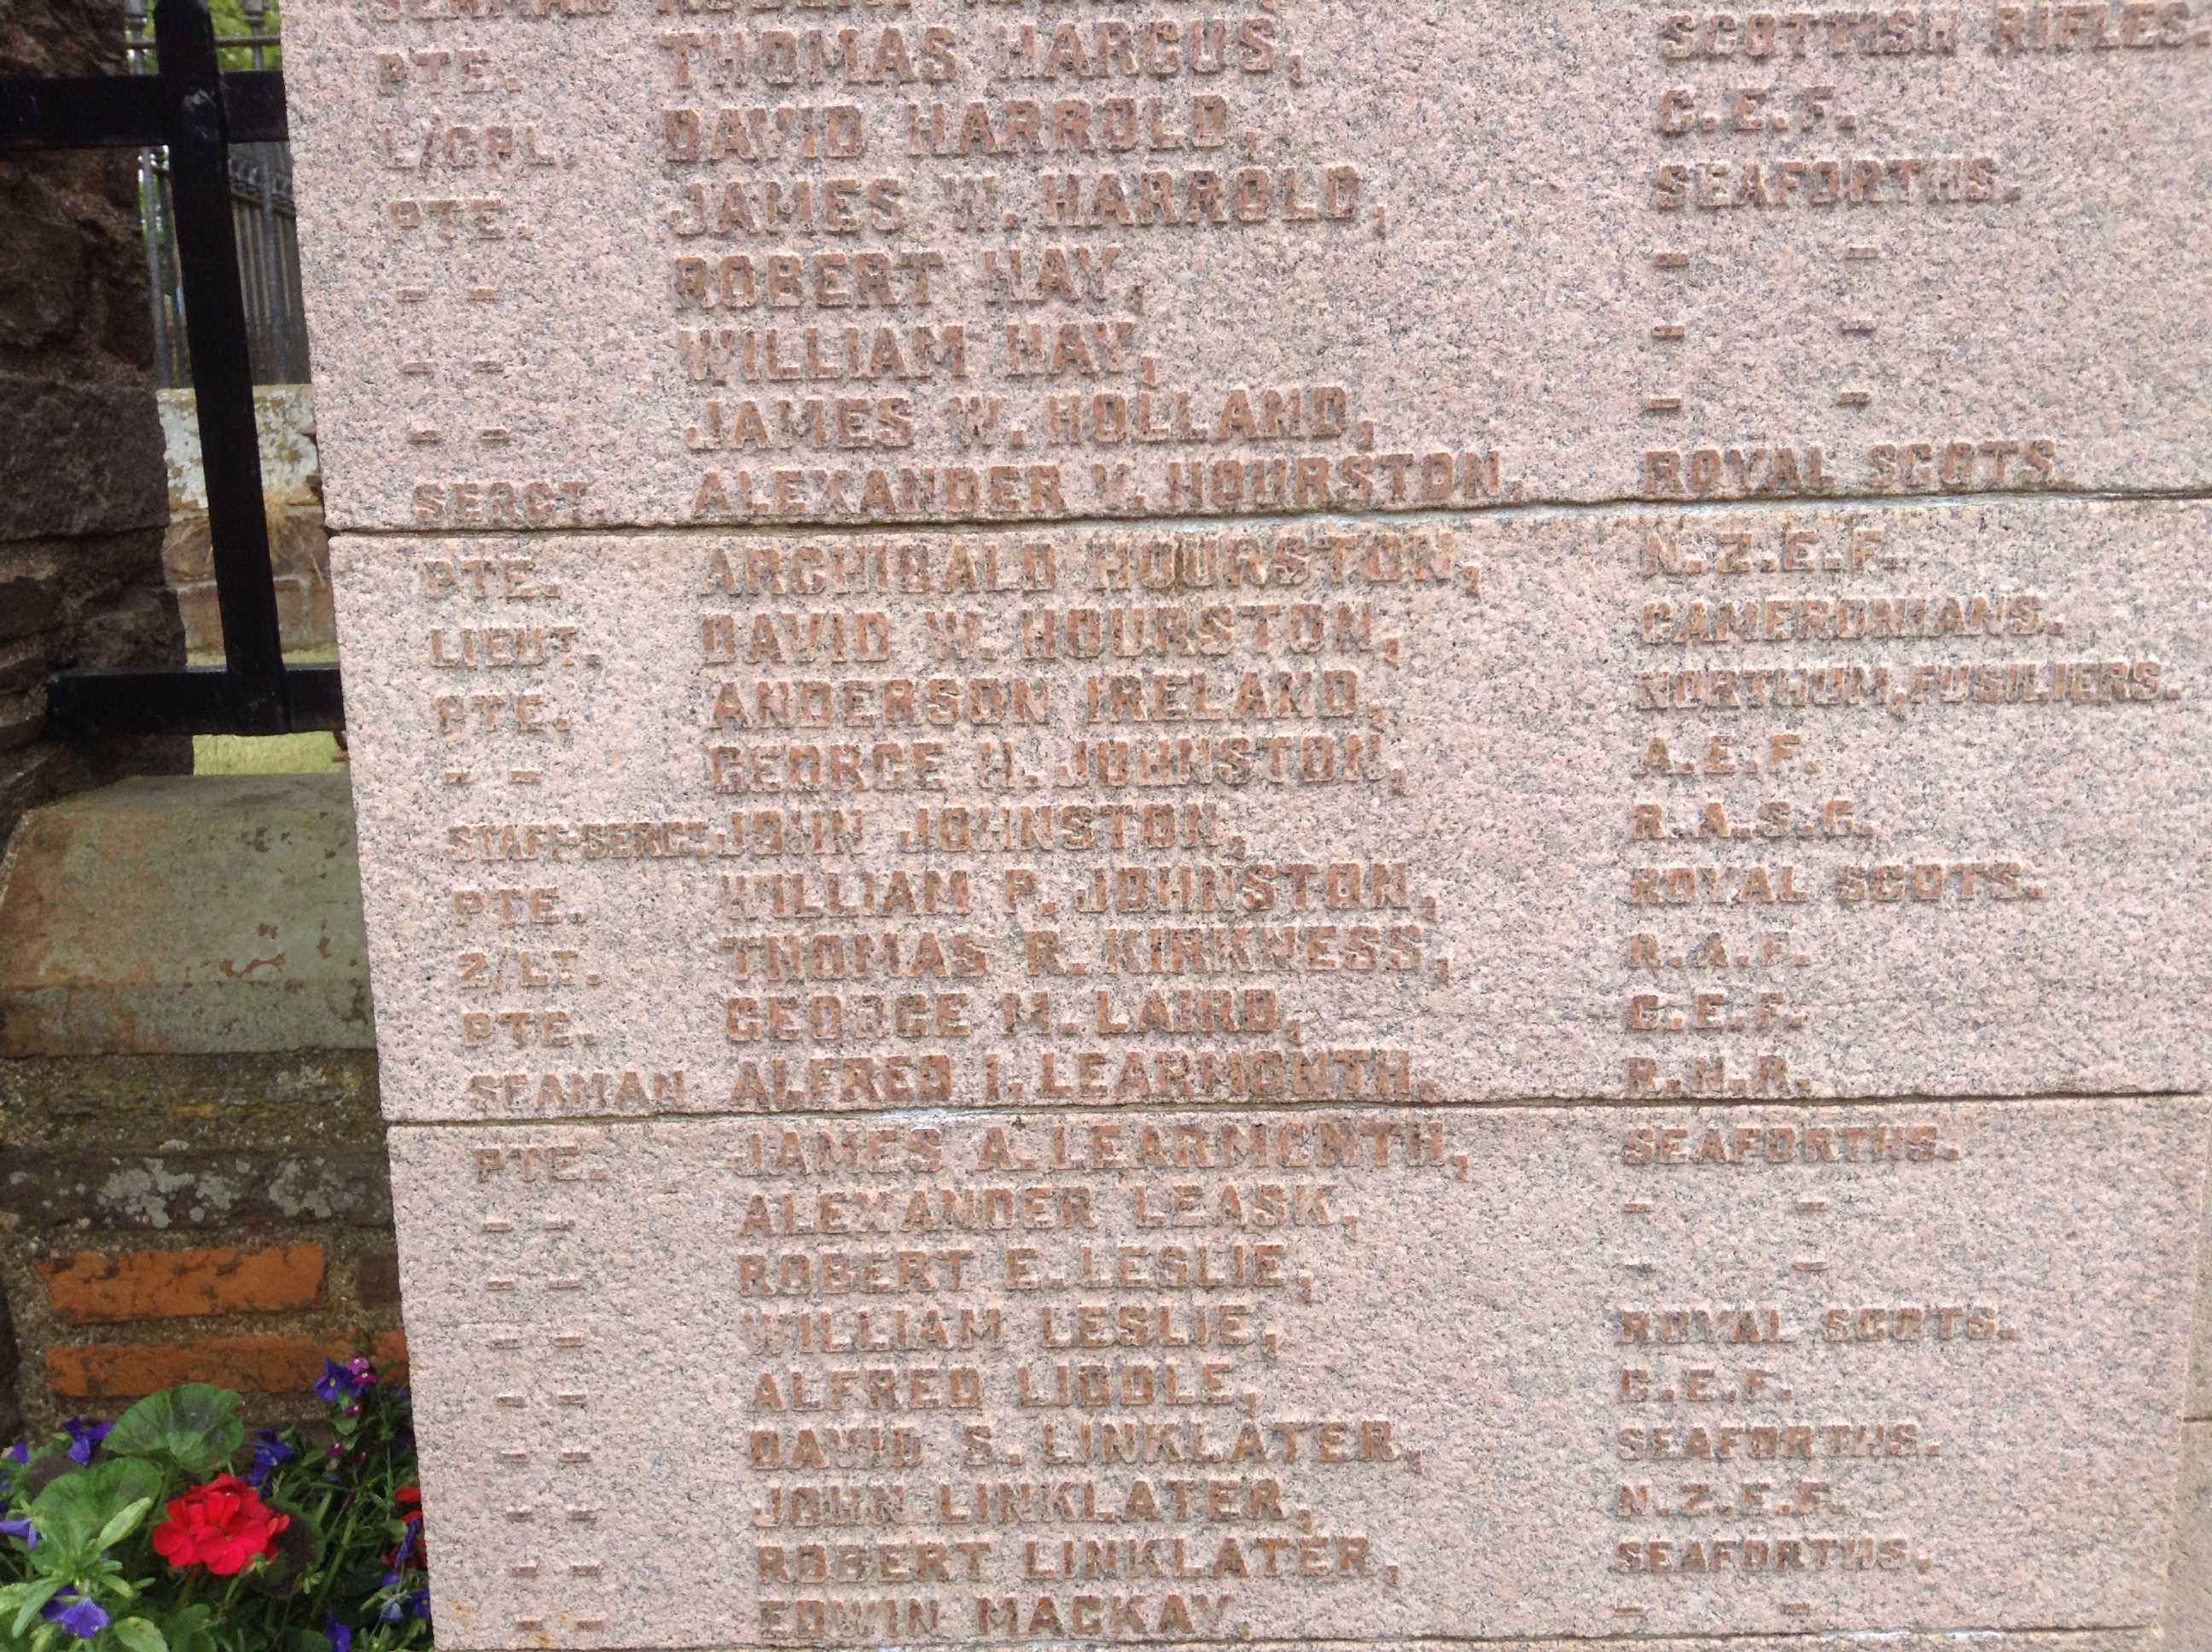 PTE. THOMAS HARCUS, SCOTTISH RIFLES.
L/CPL. DAVID HARROLD, C.E.F.
PTE. JAMES W. HARROLD, SEAFORTHS.
- - ROBERT HAY, - -
- - WILLIAM HAY, - -
- - JAMES W. HOLLAND, - -
SERGT. ALEXANDER V. HOURSTON, ROYAL SCOTS.
PTE. ARCHIBALD HOURSTON, N.Z.E.F.
LIEUT. DAVID W. HOURSTON, CAMERONIANS.
PTE. ANDERSON IRELAND, NORTHUM, FUSILIERS.
- - GEORGE H. JOHNSTON, A.E.F.
STAFF-SERGT. JOHN JOHNSTON, R.A.S.C.
PTE. WILLIAM P. JOHNSTON, ROYAL SCOTS.
2/LT. THOMAS R. KIRKNESS, R.A.F.
PTE. GEORGE M. LAIRD, C.E.F.
SEAMAN ALFRED I. LEARMONTH, R.N.R.
PTE. JAMES A. LEARMONTH, SEAFORTHS.
- - ALEXANDER LEASK, - -
- - ROBERT E. LESLIE, - -
- - WILLIAM LESLIE, ROYAL SCOTS.
- - ALFRED LIDDLE, C.E.F.
- - DAVID S. LINKLATER, SEAFORTHS.
- - JOHN LINKLATER, N.Z.E.F.
- - ROBERT LINKLATER, SEAFORTHS.
- - EDWIN MACKAY, - -